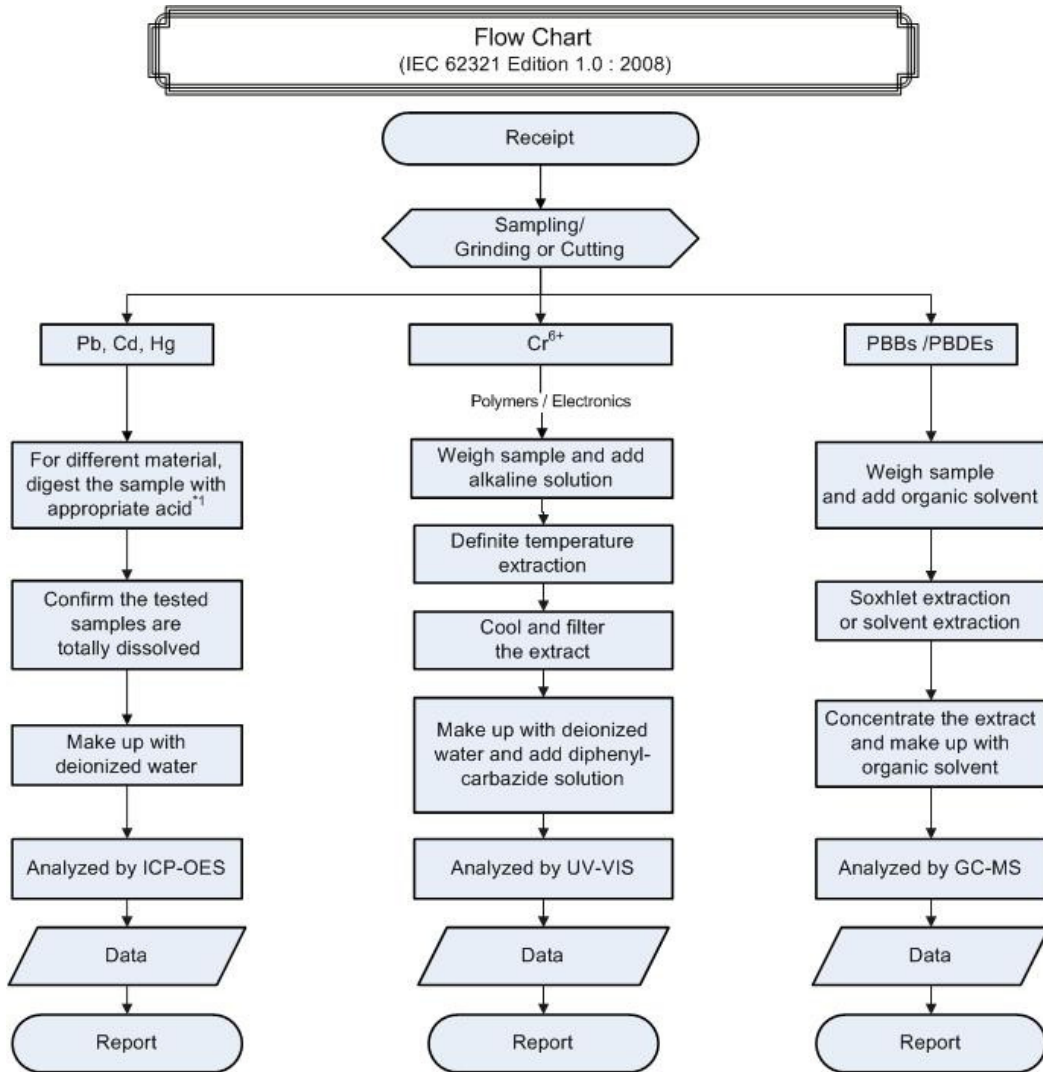 Flow Chart
(IEC 62321 Edition 1.0 : 2008)
Receipt
Sampling/
Grinding or Cutting
Pb, Cd, Hg
For different material,
digest the sample with
appropriate acid*1
Confirm the tested
samples are
totally dissolved
Make up with
deionized water
Analyzed by ICP-OES
Data
Report
Cr6+
Polymers / Electronics
Weigh sample and add
alkaline solution
Definite temperature
extraction
Cool and filter
the extract
Make up with deionized
water and add diphenyl-
carbazide solution
Analyzed by UV-VIS
Data
Report
PBBs /PBDEs
Weigh sample
and add organic solvent
Soxhlet extraction
or solvent extraction
Concentrate the extract
and make up with
organic solvent
Analyzed by GC-MS
Data
Report